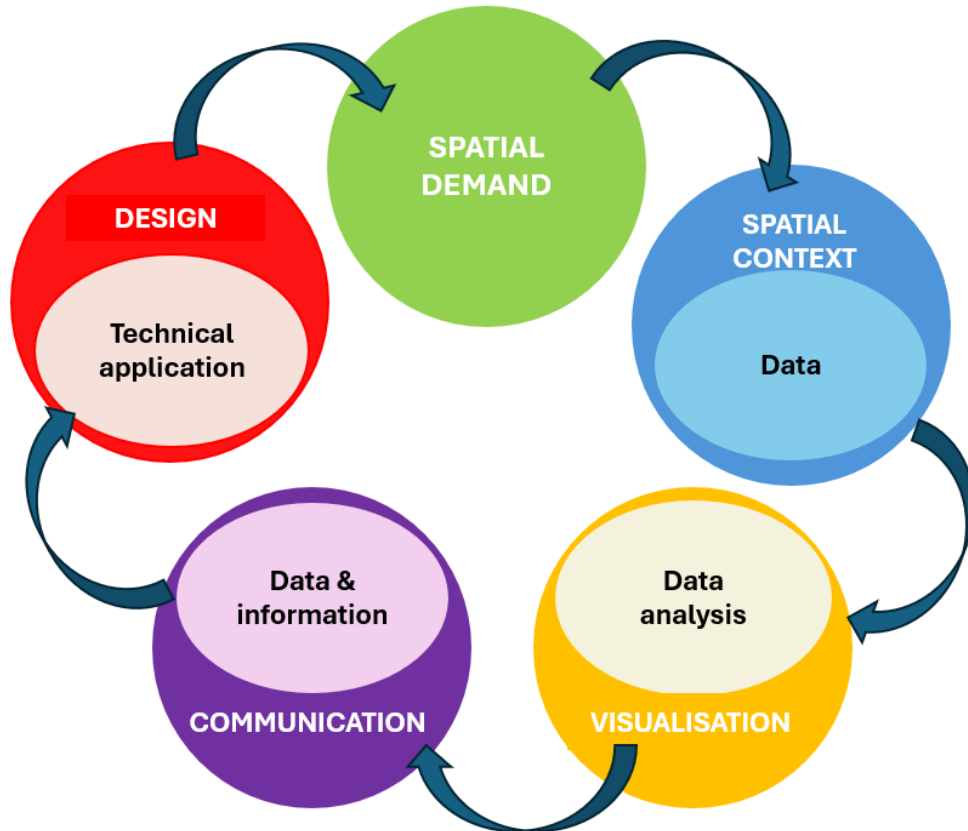 SPATIAL
DEMAND
SPATIAL
CONTEXT
Data
Data
analysis
VISUALISATION
Data &
information
COMMUNICATION
DESIGN
Technical
application